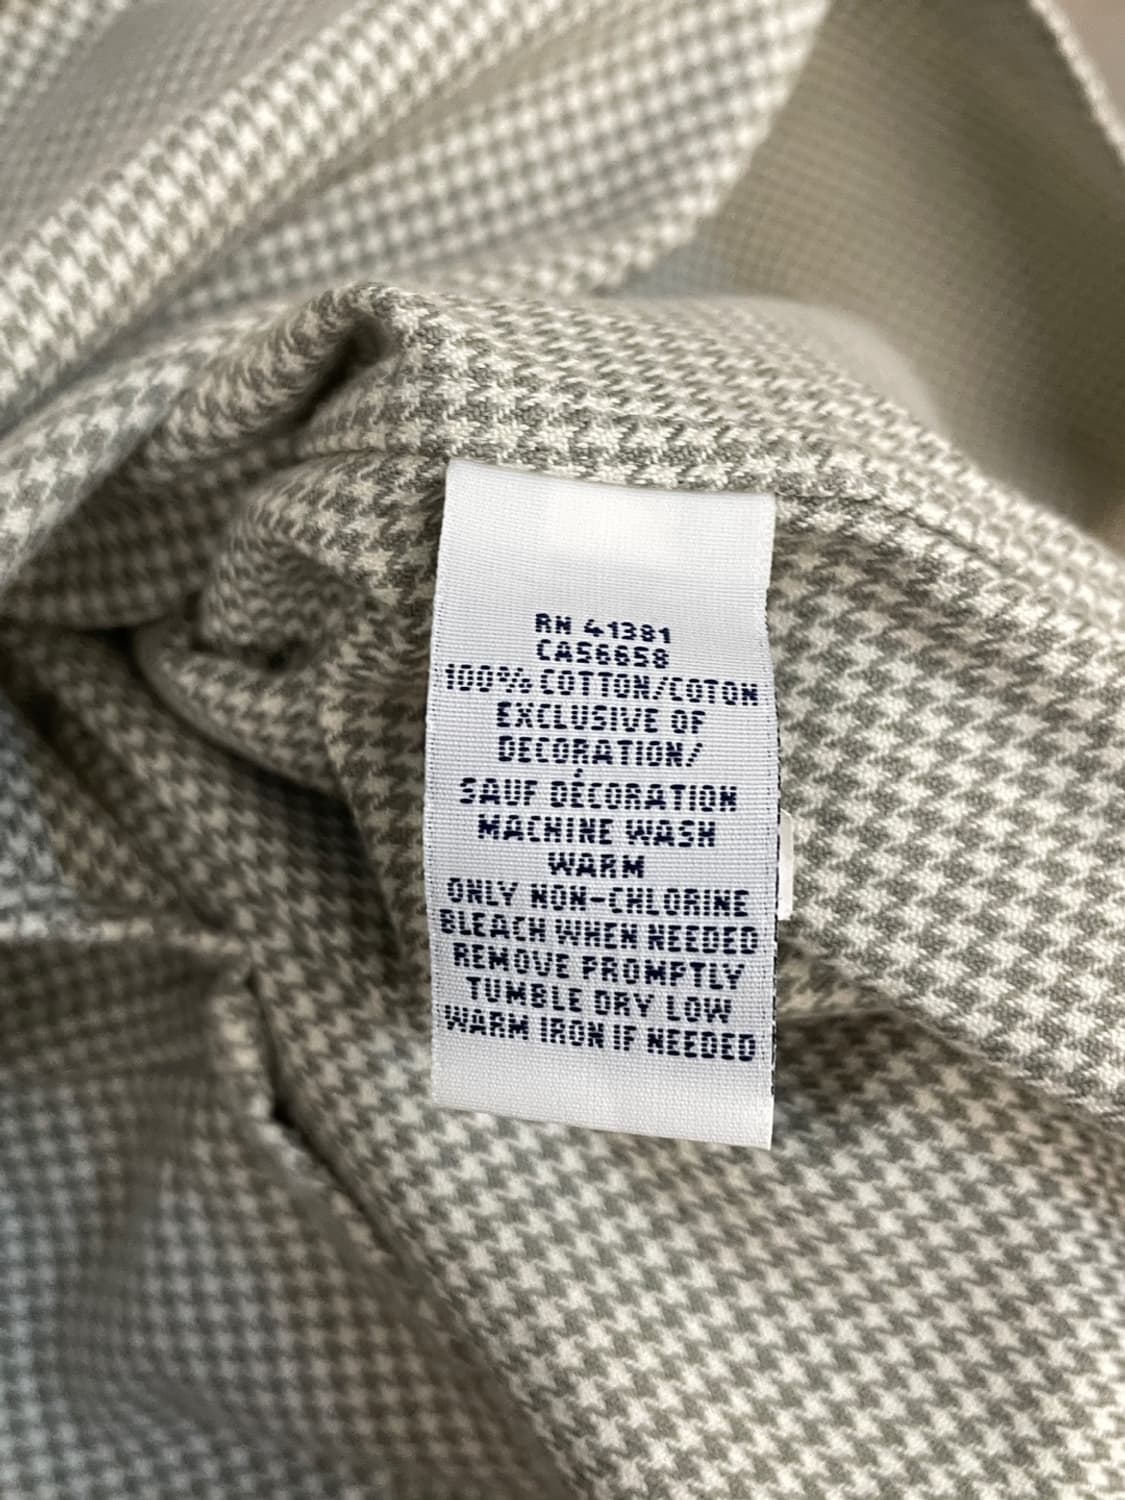 RN 41381
CA56658
100% COTTON/COTON
EXCLUSIVE OF
DECORATION/
SAUF DÉCORATION
MACHINE WASH
WARM
ONLY NON-CHLORINE
BLEACH WHEN NEEDED
REMOVE PROMPTLY
TUMBLE DRY LOW
WARM IRON IF NEEDED